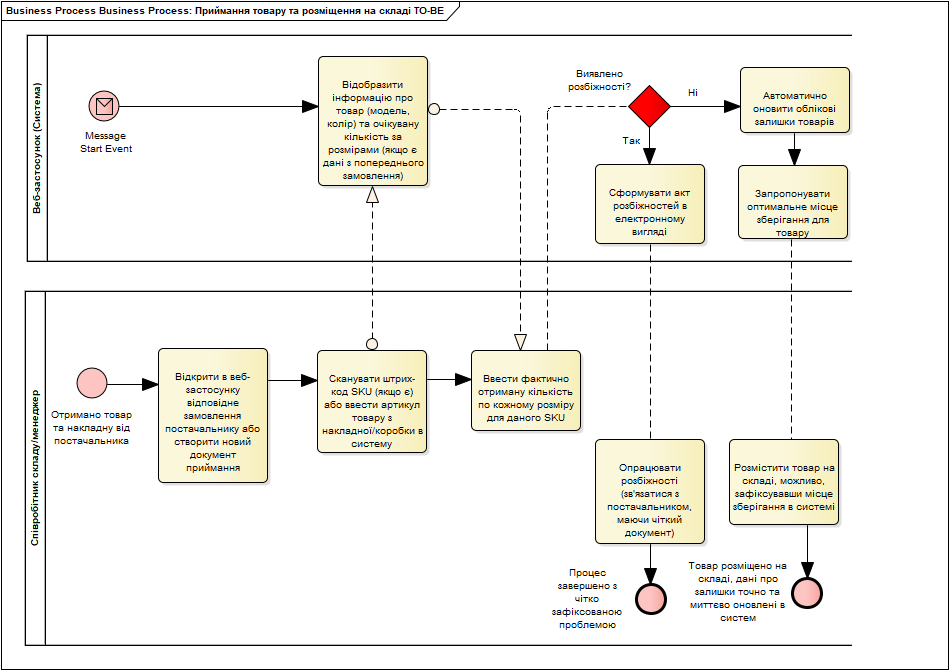 Business Process Business Process: Приймання товару та розміщення на складі TO-BE
Веб-застосунок (Система)
Message
Start Event
Відобразити
інформацію про
товар (модель,
колір) та очікувану
кількість за
розмірами (якщо є
дані з попереднього
замовлення)
Виявлено
розбіжності?
Ні
Так
Автоматично
оновити облікові
залишки товарів
Сформувати акт
розбіжностей в
електронному
вигляді
Запропонувати
оптимальне місце
зберігання для
товару
Співробітник складу/менеджер
Отримано товар
та накладну від
постачальника
Відкрити в веб-
застосунку
відповідне
замовлення
постачальнику або
створити новий
документ
приймання
Сканувати штрих-
код SKU (якщо є)
або ввести артикул
товару з
накладної/коробки в
систему
Ввести фактично
отриману кількість
по кожному розміру
для даного SKU
Опрацювати
розбіжності
(зв'язатися з
постачальником,
маючи чіткий
документ)
Розмістити товар на
складі, можливо,
зафіксувавши місце
зберігання в системі
Процес
завершено з
чітко
зафіксованою
проблемою
Товар розміщено на
складі, дані про
залишки точно та
миттєво оновлені в
систем